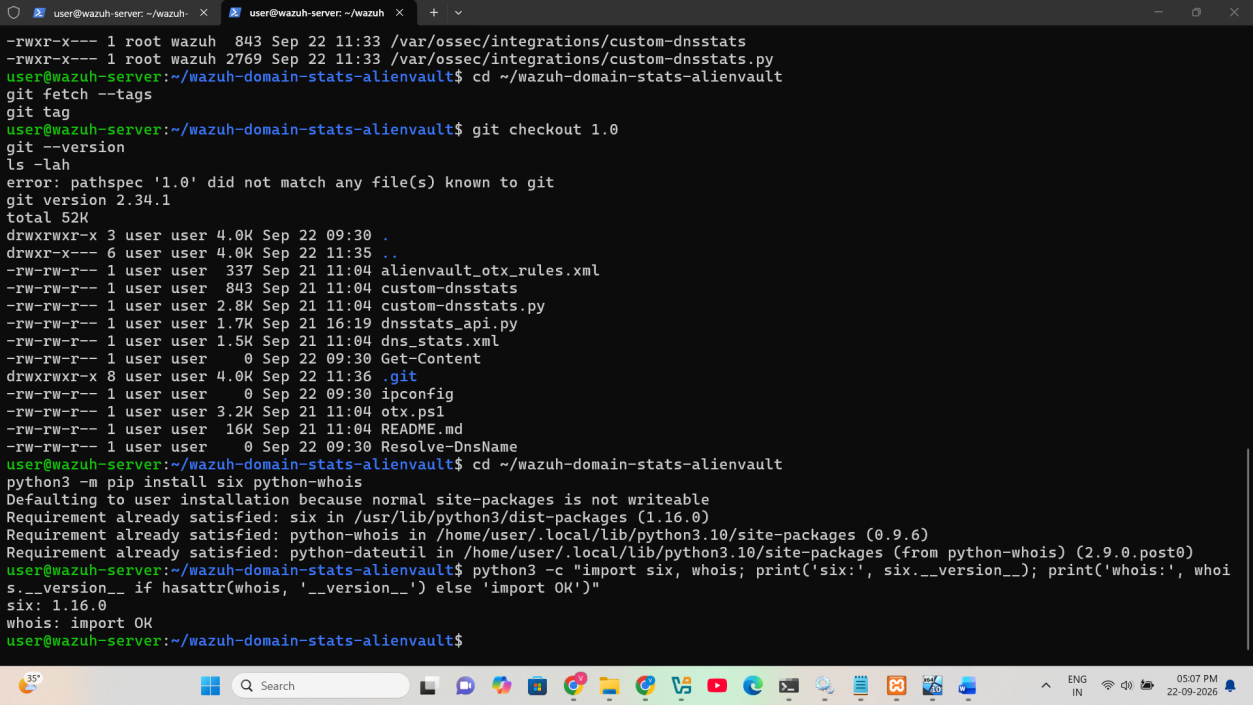 user@wazuh-server: ~/wazuh-
user@wazuh-server: ~/wazuh
-rwxr-x--- 1 root wazuh  843 Sep 22 11:33 /var/ossec/integrations/custom-dnsstats
-rwxr-x--- 1 root wazuh 2769 Sep 22 11:33 /var/ossec/integrations/custom-dnsstats.py
user@wazuh-server:~/wazuh-domain-stats-alienvault$ cd ~/wazuh-domain-stats-alienvault
git fetch --tags
git tag
user@wazuh-server:~/wazuh-domain-stats-alienvault$ git checkout 1.0
git --version
ls -lah
error: pathspec '1.0' did not match any file(s) known to git
git version 2.34.1
total 52K
drwxrwxr-x 3 user user 4.0K Sep 22 09:30 .
drwxr-x--- 6 user user 4.0K Sep 22 11:35 ..
-rw-rw-r-- 1 user user  337 Sep 21 11:04 alienvault_otx_rules.xml
-rw-rw-r-- 1 user user  843 Sep 21 11:04 custom-dnsstats
-rw-rw-r-- 1 user user 2.8K Sep 21 11:04 custom-dnsstats.py
-rw-rw-r-- 1 user user 1.7K Sep 21 16:19 dnsstats_api.py
-rw-rw-r-- 1 user user 1.5K Sep 21 11:04 dns_stats.xml
-rw-rw-r-- 1 user user    0 Sep 22 09:30 Get-Content
drwxrwxr-x 8 user user 4.0K Sep 22 11:36 .git
-rw-rw-r-- 1 user user    0 Sep 22 09:30 ipconfig
-rw-rw-r-- 1 user user 3.2K Sep 21 11:04 otx.ps1
-rw-rw-r-- 1 user user  16K Sep 21 11:04 README.md
-rw-rw-r-- 1 user user    0 Sep 22 09:30 Resolve-DnsName
user@wazuh-server:~/wazuh-domain-stats-alienvault$ cd ~/wazuh-domain-stats-alienvault
python3 -m pip install six python-whois
Defaulting to user installation because normal site-packages is not writeable
Requirement already satisfied: six in /usr/lib/python3/dist-packages (1.16.0)
Requirement already satisfied: python-whois in /home/user/.local/lib/python3.10/site-packages (0.9.6)
Requirement already satisfied: python-dateutil in /home/user/.local/lib/python3.10/site-packages (from python-whois) (2.9.0.post0)
user@wazuh-server:~/wazuh-domain-stats-alienvault$ python3 -c "import six, whois; print('six:', six.__version__); print('whois:', whoi
s.__version__ if hasattr(whois, '__version__') else 'import OK')"
six: 1.16.0
whois: import OK
user@wazuh-server:~/wazuh-domain-stats-alienvault$
35°
Search
ENG
IN
05:07 PM
22-09-2026